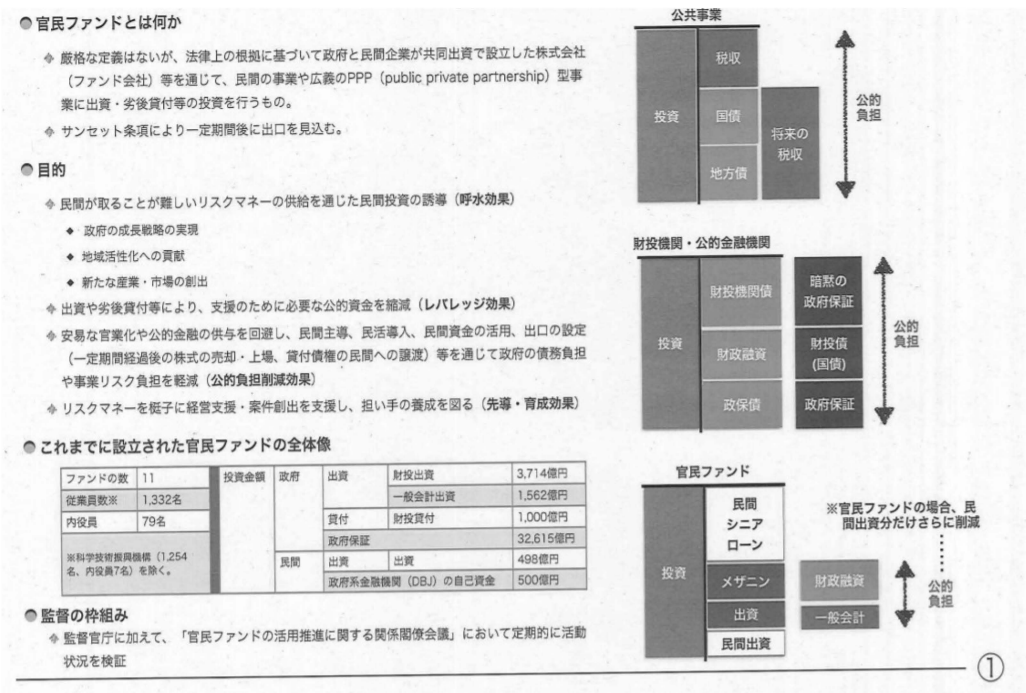 ●官民ファンドとは何か
厳格な定義はないが、法律上の根拠に基づいて政府と民間企業が共同出資で設立した株式会社
（ファンド会社）等を通じて、民間の事業や広義のPPP（public private partnership）型事
業に出資・劣後貸付等の投資を行うもの。
サンセット条項により一定期間後に出口を見込む。
●目的
民間が取ることが難しいリスクマネーの供給を通じた民間投資の誘導（呼水効果）
◆ 政府の成長戦略の実現
◆ 地域活性化への貢献
◆ 新たな産業・市場の創出
出資や劣後貸付等により、支援のために必要な公的資金を縮減（レバレッジ効果）
安易な官業化や公的金融の供与を回避し、民間主導、民活導入、民間資金の活用、出口の設定
（一定期間経過後の株式の売却・上場、貸付債権の民間への譲渡）等を通じて政府の債務負担
や事業リスク負担を軽減（公的負担削減効果）
リスクマネーを梃子に経営支援・案件創出を支援し、担い手の養成を図る（先導・育成効果）
●これまでに設立された官民ファンドの全体像
ファンドの数 11
従業員数※ 1,332名
内役員 79名
※科学技術振興機構（1,254
名、内役員7名）を除く。
投資金額 政府 出資 財投出資 3,714億円
一般会計出資 1,562億円
貸付 財投貸付 1,000億円
政府保証 32,615億円
民間 出資 出資 498億円
政府系金融機関（DBJ）の自己資金 500億円
●監督の枠組み
監督官庁に加えて、「官民ファンドの活用推進に関する関係閣僚会議」において定期的に活動
状況を検証
公共事業
投資
税収
国債
地方債
将来の
税収
公的
負担
財投機関・公的金融機関
投資
財投機関債
財政融資
政保債
暗黙の
政府保証
財投債
(国債)
政府保証
公的
負担
官民ファンド
投資
民間
シニア
ローン
メザニン
出資
民間出資
財政融資
一般会計
※官民ファンドの場合、民
間出資分だけさらに削減
公的
負担
①